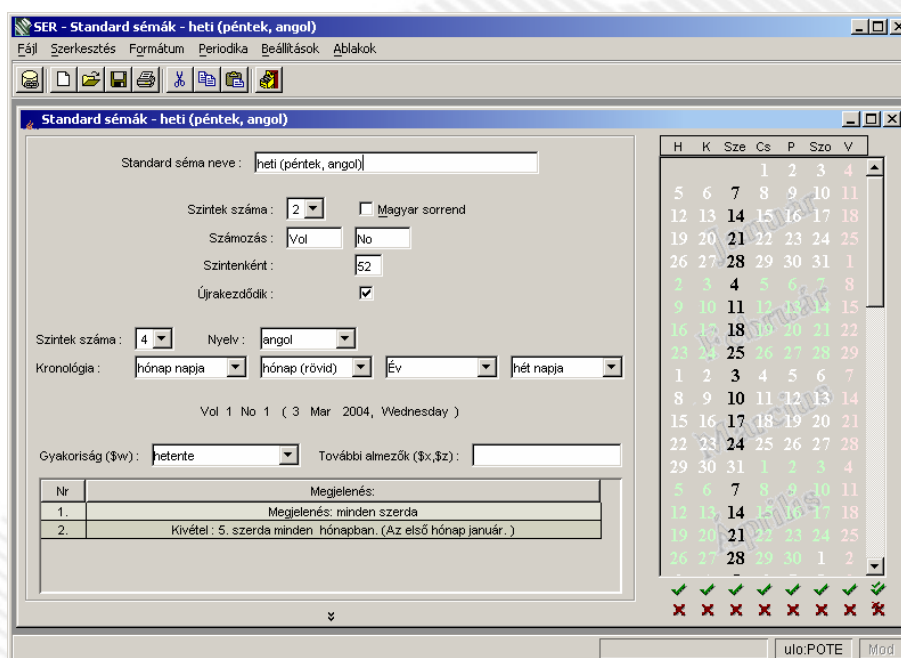 SER - Standard sémák - heti (péntek, angol)
Fájl Szerkesztés Formátum Periodika Beállítások Ablakok
Standard sémák - heti (péntek, angol)
Standard séma neve : heti (péntek, angol)
Szintek száma : 2 Magyar sorrend
Számozás : Vol No
Szintenként : 52
Újrakezdődik :
Szintek száma : 4 Nyelv : angol
Kronológia : hónap napja hónap (rövid) Év hét napja
Vol 1 No 1 ( 3 Mar 2004, Wednesday )
Gyakoriság ($w) : hetente További almezők ($x,$z) :
Nr Megjelenés:
1. Megjelenés: minden szerda
2. Kivétel : 5. szerda minden hónapban. (Az első hónap január. )
H K Sze Cs P Szo V
1 2 3 4
5 6 7 8 9 10 11
12 13 14 15 16 17 18
19 20 21 22 23 24 25
26 27 28 29 30 31 1
2 3 4 5 6 7 8
9 10 11 12 13 14 15
16 17 18 19 20 21 22
23 24 25 26 27 28 29
1 2 3 4 5 6 7
8 9 10 11 12 13 14
15 16 17 18 19 20 21
22 23 24 25 26 27 28
29 30 31 1 2 3 4
5 6 7 8 9 10 11
12 13 14 15 16 17 18
19 20 21 22 23 24 25
26 27 28 29 30 1 2
Január
Február
Március
Április
ulo:POTE Mod